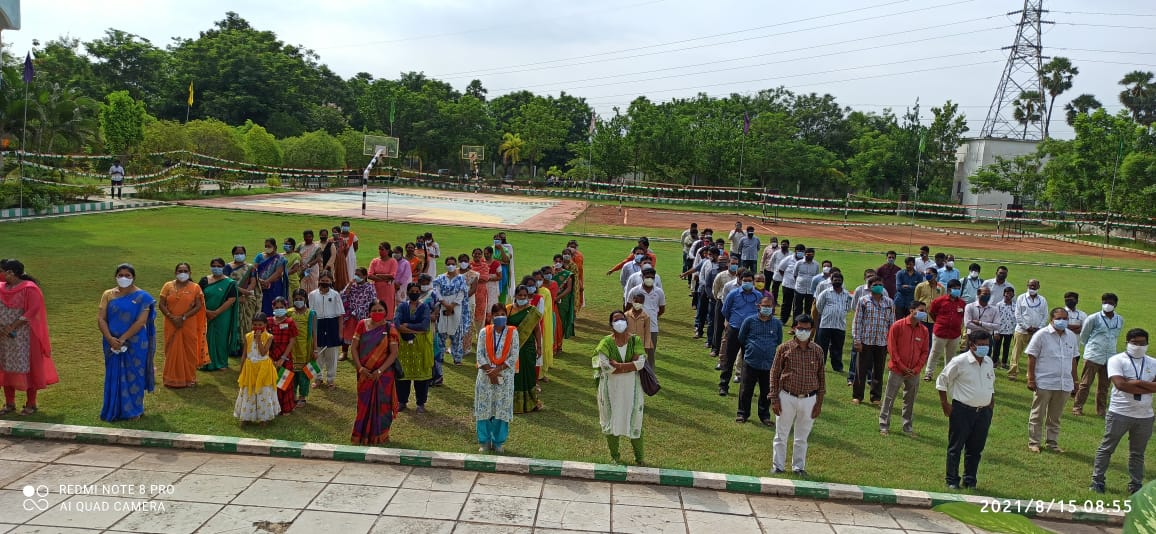 REDMI NOTE 8 PRO
AI QUAD CAMERA
2021/8/15 08:55